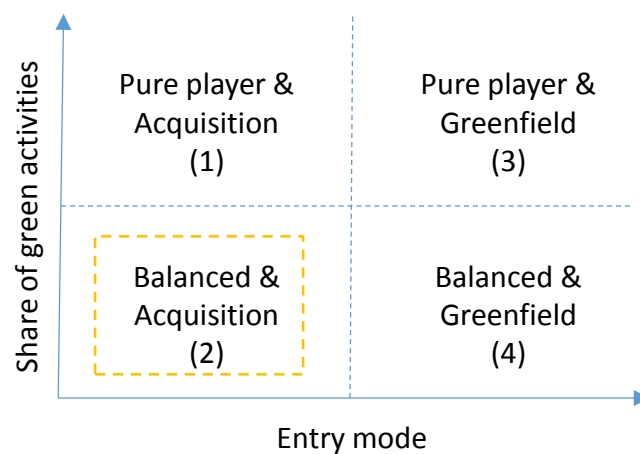 Share of green activities
Pure player &
Acquisition
(1)
Pure player &
Greenfield
(3)
Balanced &
Acquisition
(2)
Balanced &
Greenfield
(4)
Entry mode